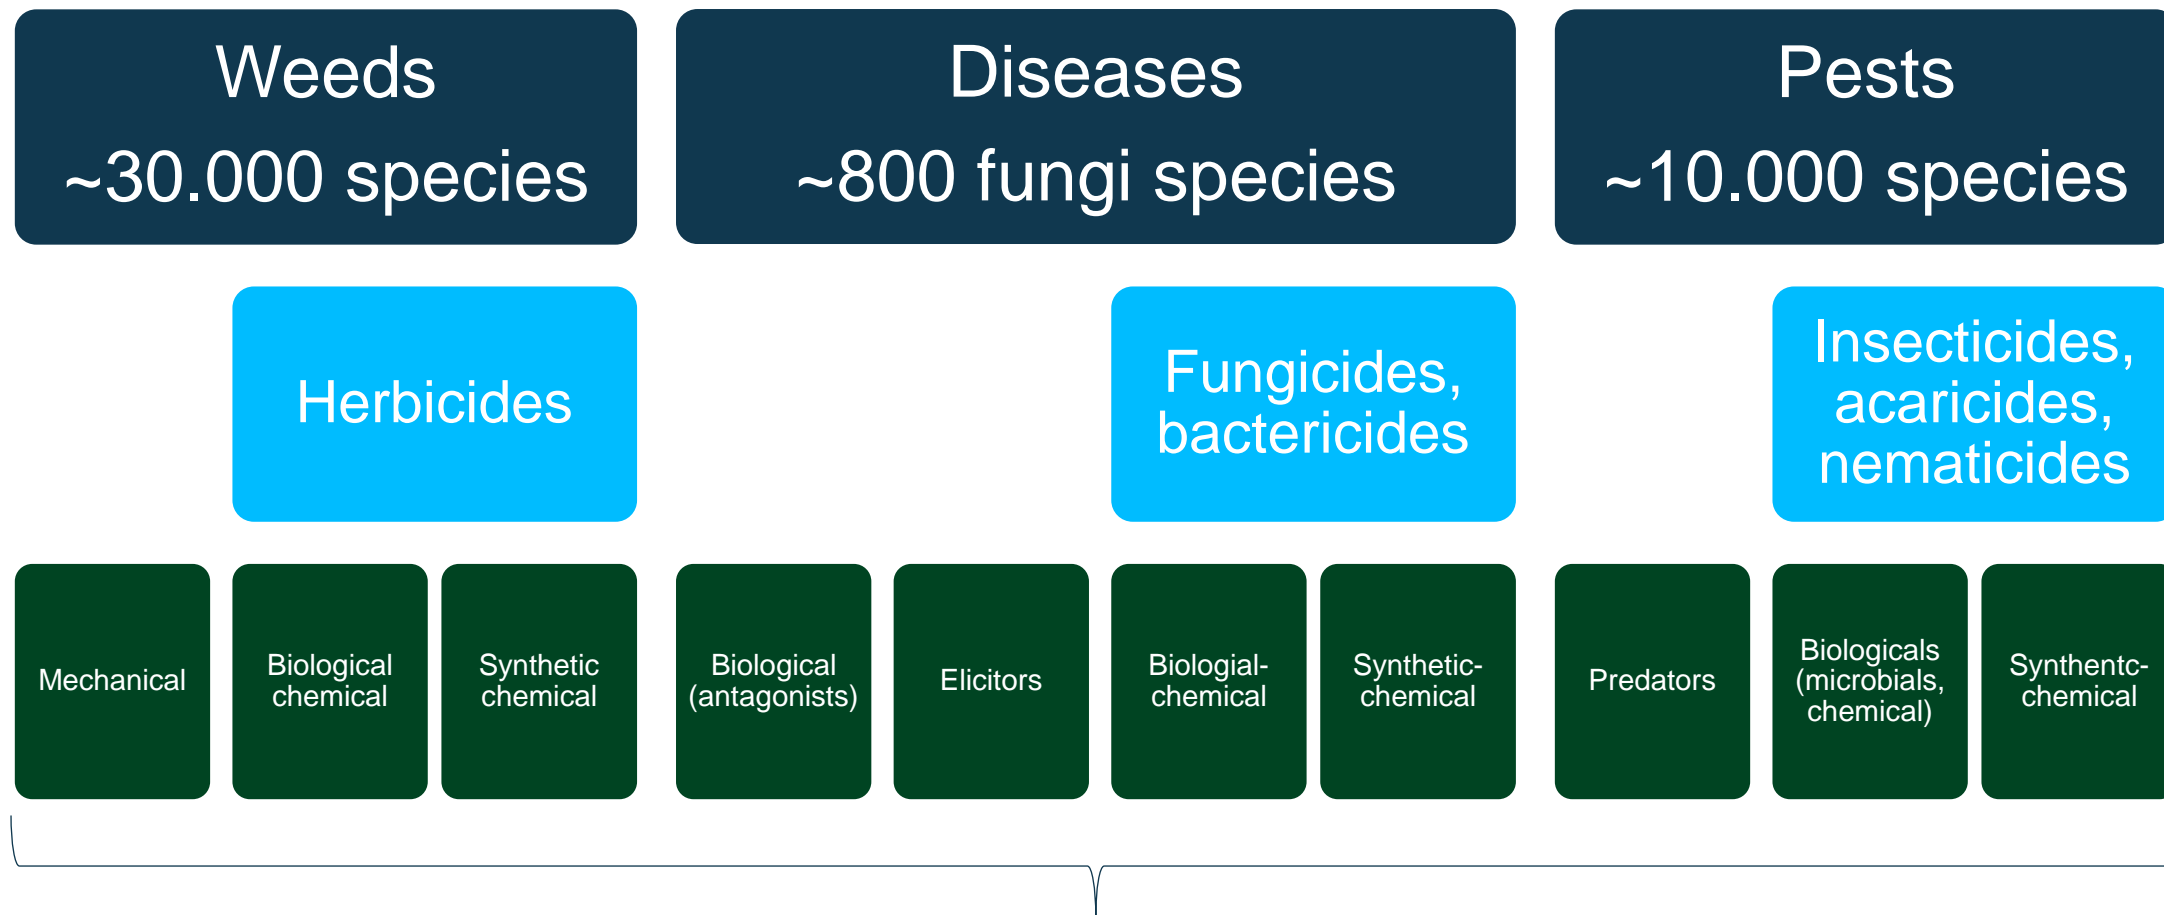 Weeds
~30.000 species
Diseases
~800 fungi species
Pests
~10.000 species
Herbicides
Fungicides,
bactericides
Insecticides,
acaricides,
nematicides
Mechanical
Biological
chemical
Synthetic
chemical
Biological
(antagonists)
Elicitors
Biologial-
chemical
Synthetic-
chemical
Predators
Biologicals
(microbials,
chemical)
Synthentc-
chemical